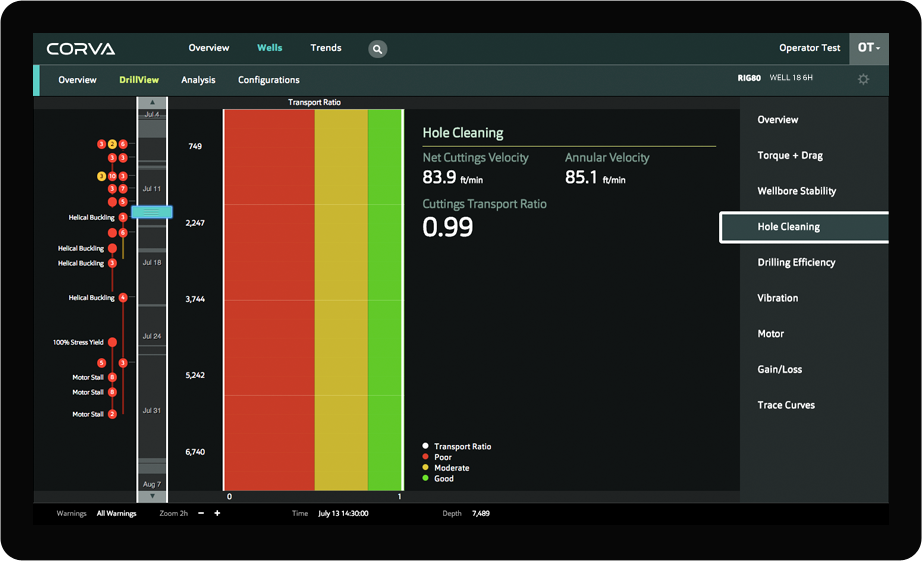 CORVA
Overview Wells Trends
Operator Test OT
Overview DrillView Analysis Configurations
RIG80 WELL 18 6H
Transport Ratio
Jul 4
3 2 6
3 3
3 10 3
3 7
Jul 11
5
Helical Buckling 3
6
Helical Buckling
Helical Buckling 3
Jul 18
Helical Buckling 4
Jul 24
100% Stress Yield
5 3
Motor Stall 8
Motor Stall 8
Jul 31
Motor Stall 2
Aug 7
749
2,247
3,744
5,242
6,740
0 1
Hole Cleaning
Net Cuttings Velocity Annular Velocity
83.9 ft/min 85.1 ft/min
Cuttings Transport Ratio
0.99
Transport Ratio
Poor
Moderate
Good
Overview
Torque + Drag
Wellbore Stability
Hole Cleaning
Drilling Efficiency
Vibration
Motor
Gain/Loss
Trace Curves
Warnings All Warnings Zoom 2h − + Time July 13 14:30:00 Depth 7,489